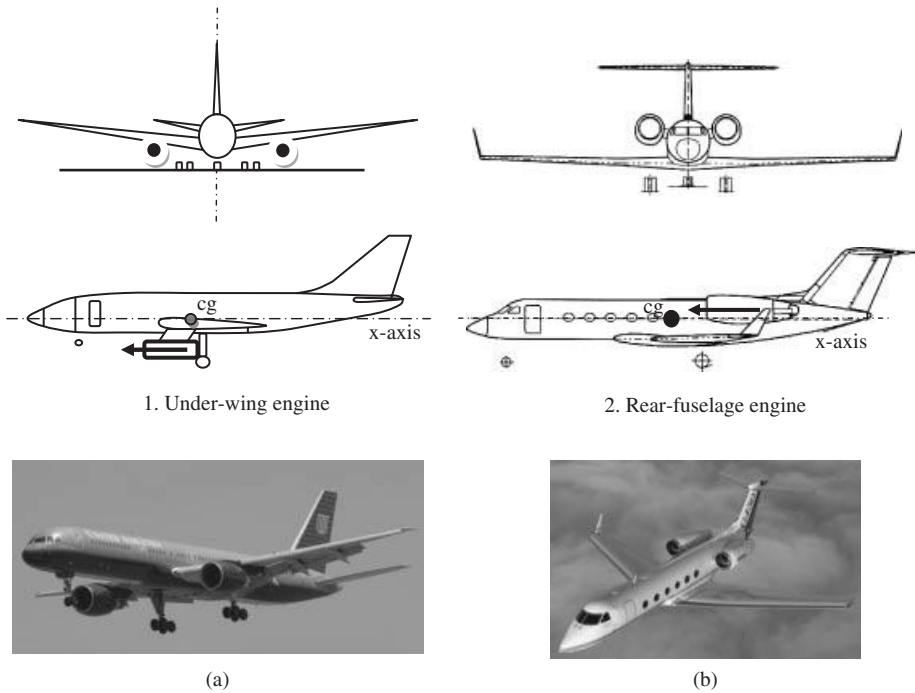 cg
x-axis
1. Under-wing engine
cg
x-axis
2. Rear-fuselage engine
(a)
(b)